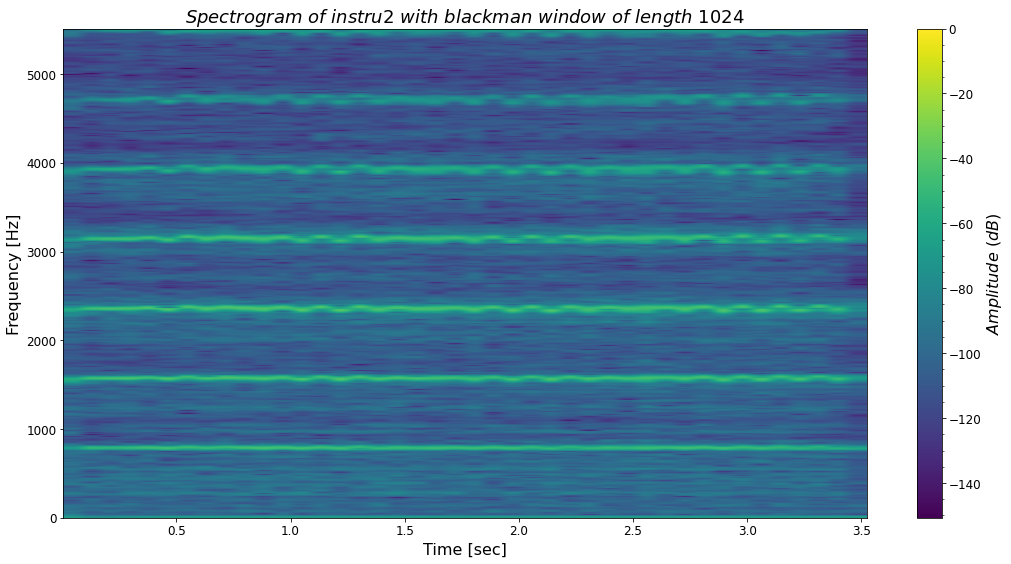 Spectrogram of instru2 with blackman window of length 1024
Frequency [Hz]
5000
4000
3000
2000
1000
0
0.5 1.0 1.5 2.0 2.5 3.0 3.5
Time [sec]
0
−20
−40
−60
−80
−100
−120
−140
Amplitude (dB)